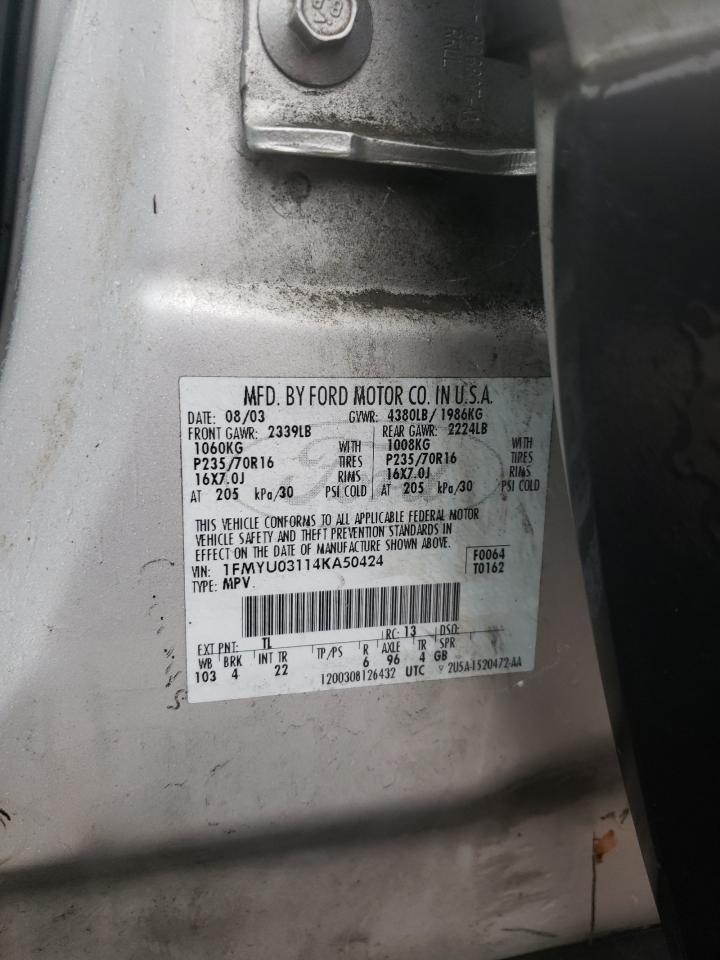 8.8
MFD. BY FORD MOTOR CO. IN U.S.A.
DATE: 08/03 GVWR: 4380LB/ 1986KG
FRONT GAWR: 2339LB REAR GAWR: 2224LB
1060KG WITH 1008KG WITH
P235/70R16 TIRES P235/70R16 TIRES
16X7.0J RIMS 16X7.0J RIMS
AT 205 kPa/30 PSI COLD AT 205 kPa/30 PSI COLD
Ford
THIS VEHICLE CONFORMS TO ALL APPLICABLE FEDERAL MOTOR
VEHICLE SAFETY AND THEFT PREVENTION STANDARDS IN
EFFECT ON THE DATE OF MANUFACTURE SHOWN ABOVE.
VIN: 1FMYU03114KA50424 F0064
TYPE: MPV T0162
EXT PNT: TL RC: 13 DSO:
WB BRK INT TR TP/PS R AXLE TR SPR
103 4 22 6 96 4 GB
1200308126432 UTC 2U5A-1520472-AA